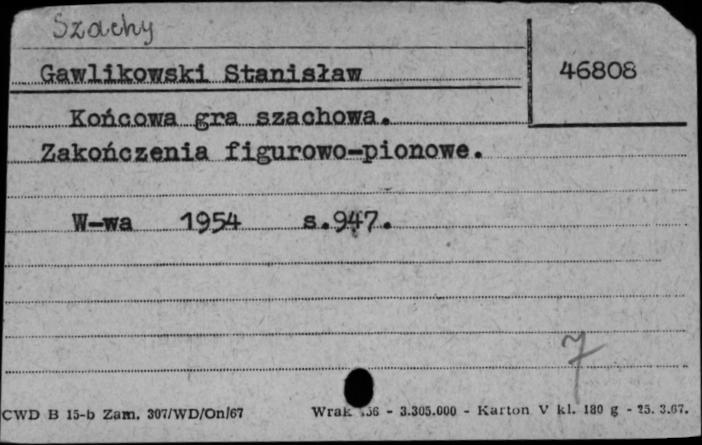 Szachy
Gawlikowski Stanisław
46808
Końcowa gra szachowa.
Zakończenia figurowo-pionowe.
W-wa 1954 s.947.
7
CWD B 15-b Zam. 307/WD/On/67
Wrak 56 - 3.305.000 - Karton V kl. 180 g - 25. 3.67.